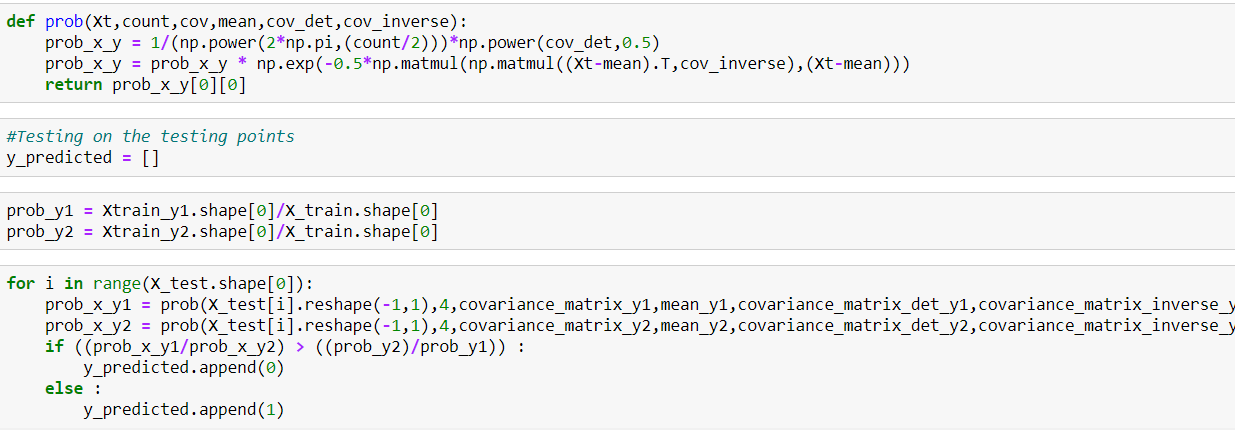 def prob(Xt,count,cov,mean,cov_det,cov_inverse):
    prob_x_y = 1/(np.power(2*np.pi,(count/2)))*np.power(cov_det,0.5)
    prob_x_y = prob_x_y * np.exp(-0.5*np.matmul(np.matmul((Xt-mean).T,cov_inverse),(Xt-mean)))
    return prob_x_y[0][0]
#Testing on the testing points
y_predicted = []
prob_y1 = Xtrain_y1.shape[0]/X_train.shape[0]
prob_y2 = Xtrain_y2.shape[0]/X_train.shape[0]
for i in range(X_test.shape[0]):
    prob_x_y1 = prob(X_test[i].reshape(-1,1),4,covariance_matrix_y1,mean_y1,covariance_matrix_det_y1,covariance_matrix_inverse_y
    prob_x_y2 = prob(X_test[i].reshape(-1,1),4,covariance_matrix_y2,mean_y2,covariance_matrix_det_y2,covariance_matrix_inverse_y
    if ((prob_x_y1/prob_x_y2) > ((prob_y2)/prob_y1)) :
        y_predicted.append(0)
    else :
        y_predicted.append(1)